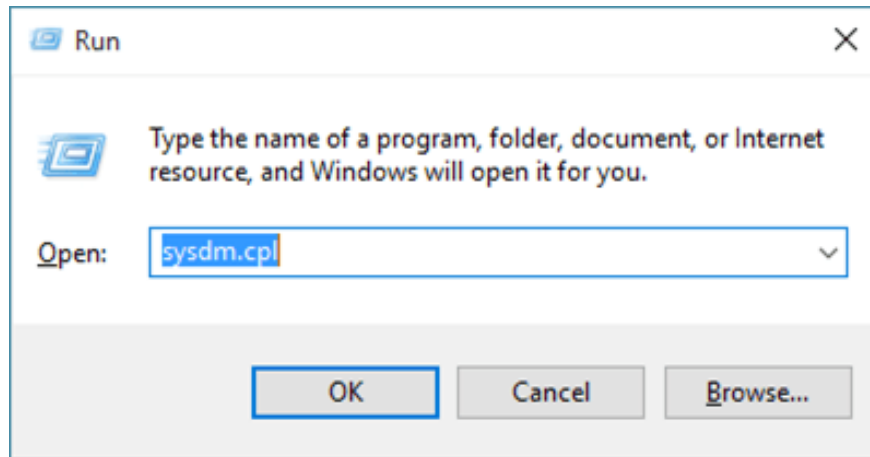 Run
Type the name of a program, folder, document, or Internet
resource, and Windows will open it for you.
Open: sysdm.cpl
OK Cancel Browse...